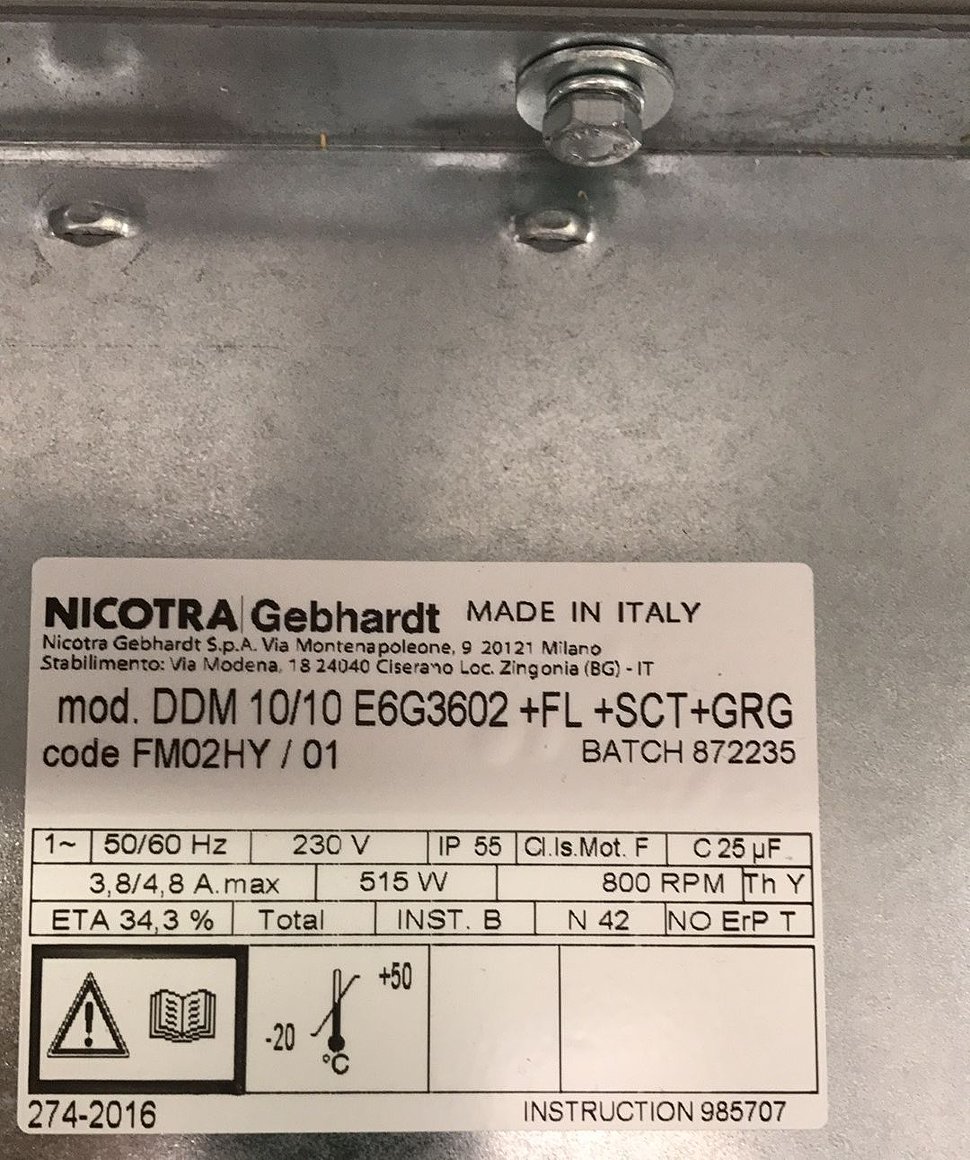 NICOTRA Gebhardt MADE IN ITALY
Nicotra Gebhardt S.p.A. Via Montenapoleone, 9 20121 Milano
Stabilimento: Via Modena, 18 24040 Ciserano Loc. Zingonia (BG) - IT
mod. DDM 10/10 E6G3602 +FL +SCT+GRG
code FM02HY / 01 BATCH 872235
1~ 50/60 Hz 230 V IP 55 Cl.Is.Mot. F C 25 µF
3,8/4,8 A.max 515 W 800 RPM Th Y
ETA 34,3 % Total INST. B N 42 NO ErP T
+50
-20
°C
274-2016 INSTRUCTION 985707